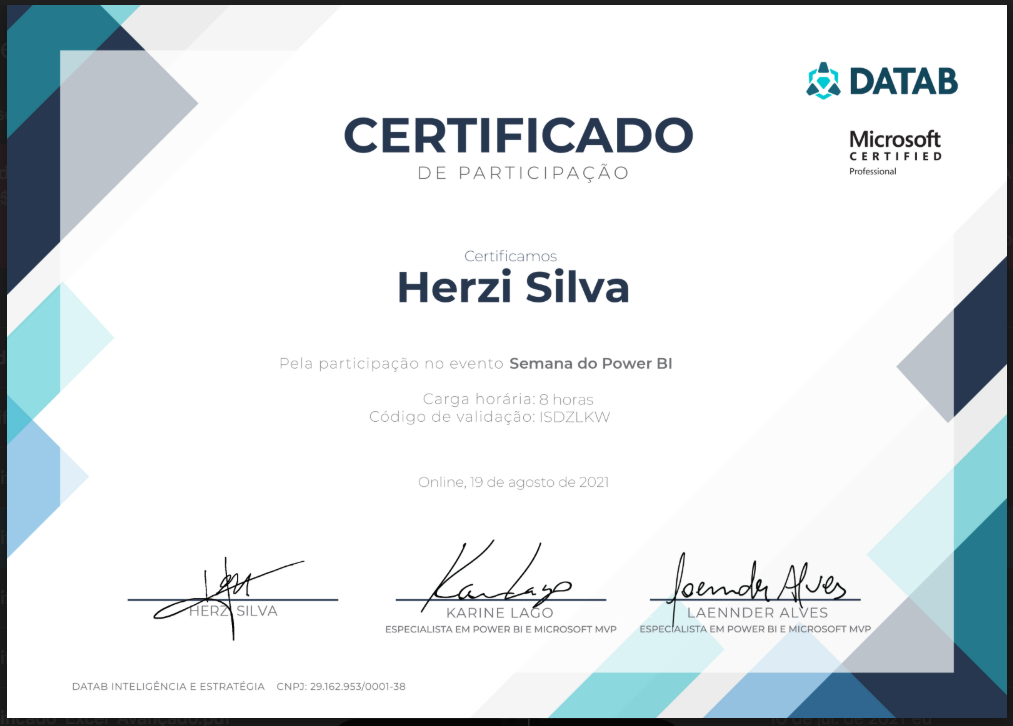 DATAB
Microsoft
CERTIFIED
Professional
CERTIFICADO
DE PARTICIPAÇÃO
Certificamos
Herzi Silva
Pela participação no evento Semana do Power BI
Carga horária: 8 horas
Código de validação: ISDZLKW
Online, 19 de agosto de 2021
Karine Lago
Laennder Alves
HERZI SILVA
KARINE LAGO
LAENNDER ALVES
ESPECIALISTA EM POWER BI E MICROSOFT MVP
ESPECIALISTA EM POWER BI E MICROSOFT MVP
DATAB INTELIGÊNCIA E ESTRATÉGIA CNPJ: 29.162.953/0001-38